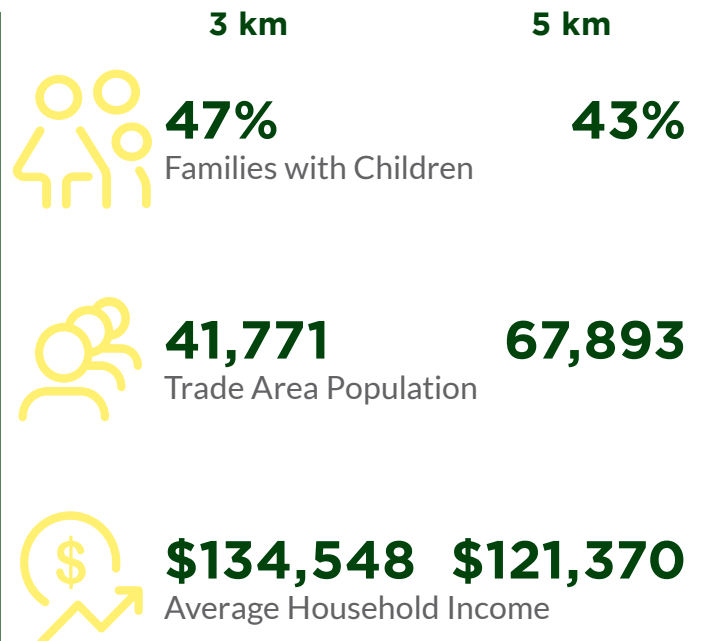 3 km 5 km
47% 43%
Families with Children
41,771 67,893
Trade Area Population
$
$134,548 $121,370
Average Household Income